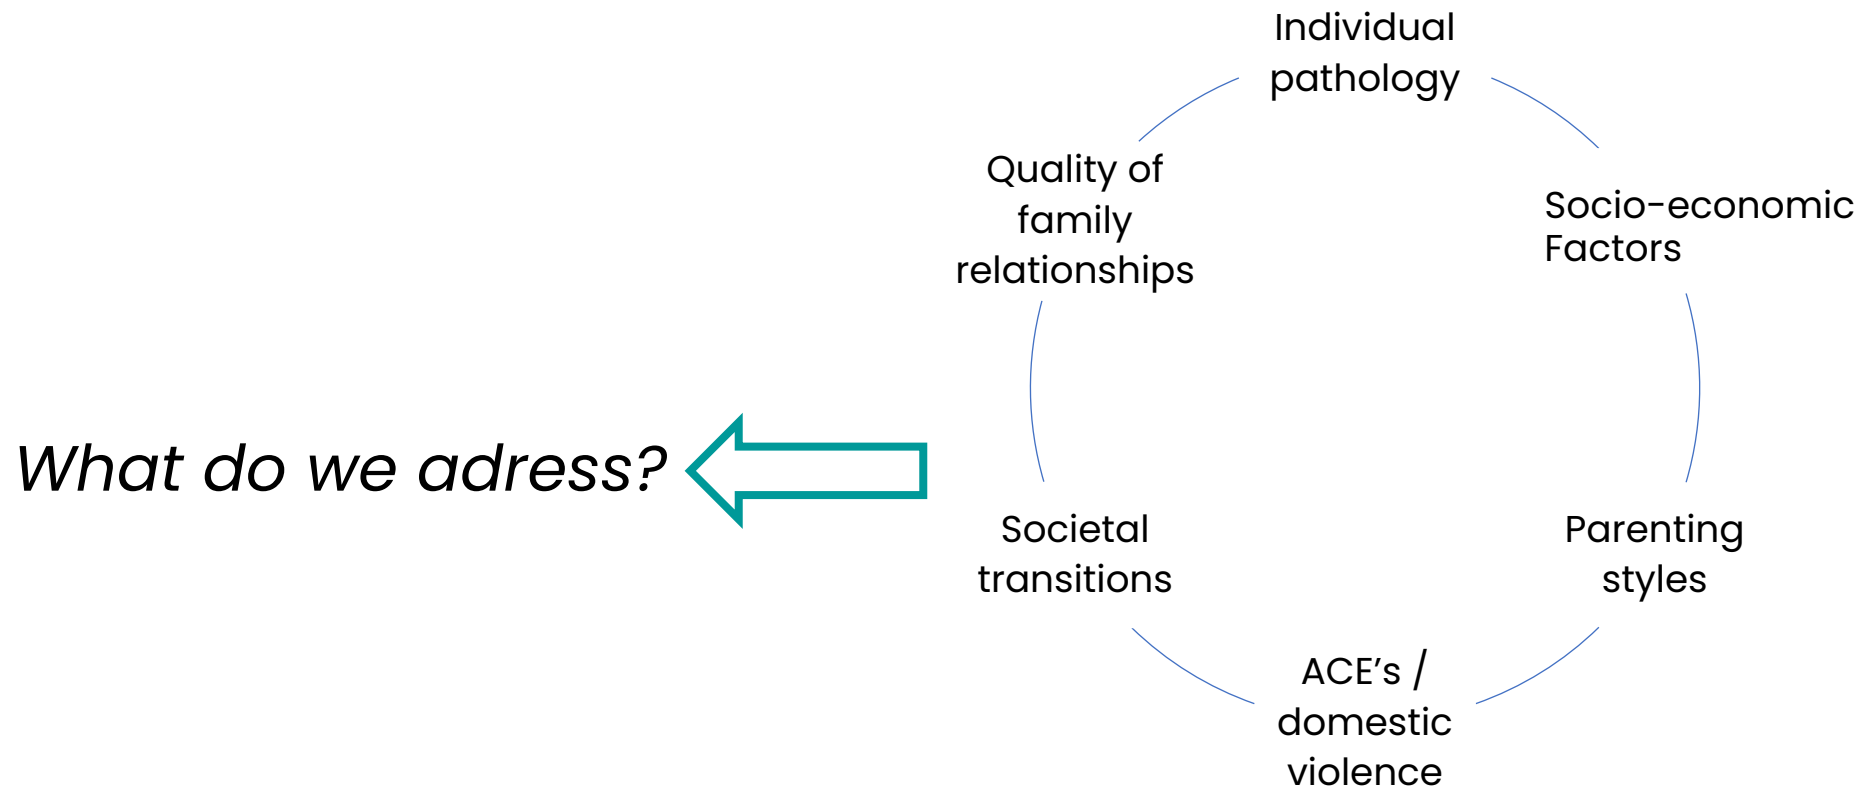 What do we adress?
Individual
pathology
Socio-economic
Factors
Parenting
styles
ACE’s /
domestic
violence
Societal
transitions
Quality of
family
relationships